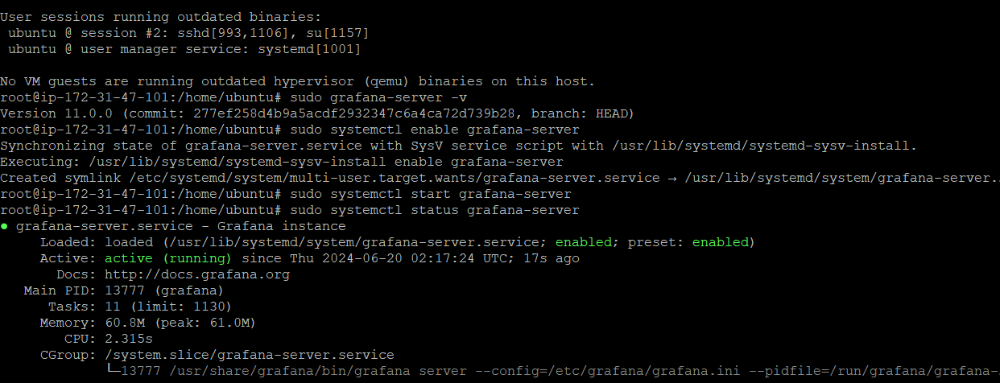 User sessions running outdated binaries:
 ubuntu @ session #2: sshd[993,1106], su[1157]
 ubuntu @ user manager service: systemd[1001]

No VM guests are running outdated hypervisor (qemu) binaries on this host.
root@ip-172-31-47-101:/home/ubuntu# sudo grafana-server -v
Version 11.0.0 (commit: 277ef258d4b9a5acdf2932347c6a4ca72d739b28, branch: HEAD)
root@ip-172-31-47-101:/home/ubuntu# sudo systemctl enable grafana-server
Synchronizing state of grafana-server.service with SysV service script with /usr/lib/systemd/systemd-sysv-install.
Executing: /usr/lib/systemd/systemd-sysv-install enable grafana-server
Created symlink /etc/systemd/system/multi-user.target.wants/grafana-server.service → /usr/lib/systemd/system/grafana-server.
root@ip-172-31-47-101:/home/ubuntu# sudo systemctl start grafana-server
root@ip-172-31-47-101:/home/ubuntu# sudo systemctl status grafana-server
● grafana-server.service - Grafana instance
     Loaded: loaded (/usr/lib/systemd/system/grafana-server.service; enabled; preset: enabled)
     Active: active (running) since Thu 2024-06-20 02:17:24 UTC; 17s ago
       Docs: http://docs.grafana.org
   Main PID: 13777 (grafana)
      Tasks: 11 (limit: 1130)
     Memory: 60.8M (peak: 61.0M)
        CPU: 2.315s
     CGroup: /system.slice/grafana-server.service
             └─13777 /usr/share/grafana/bin/grafana server --config=/etc/grafana/grafana.ini --pidfile=/run/grafana/grafana-